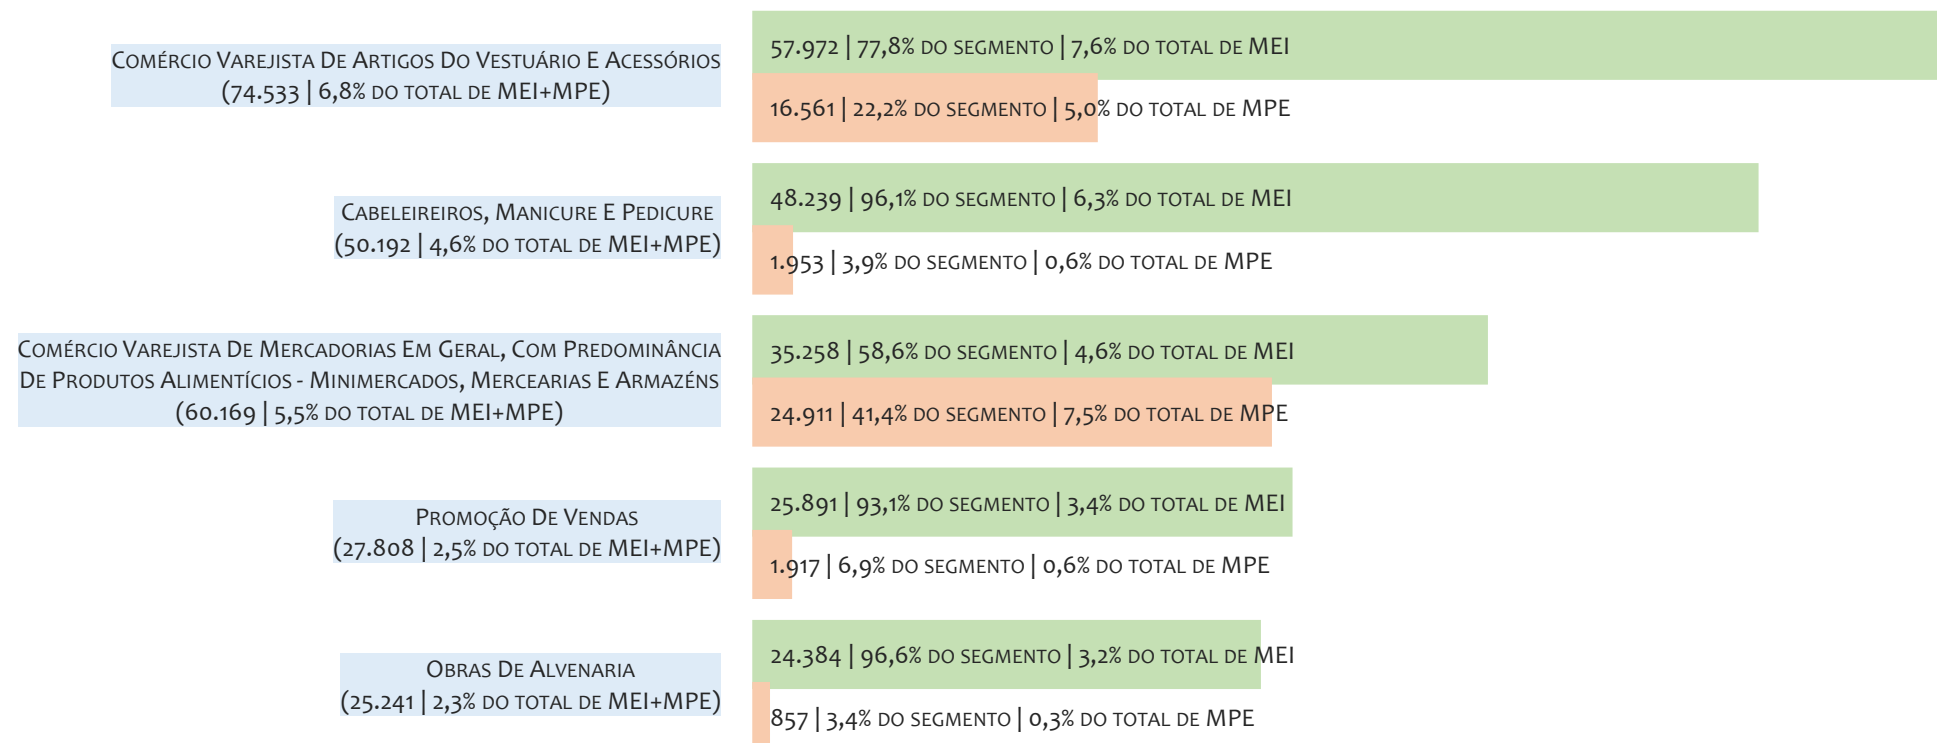 Comércio Varejista De Artigos Do Vestuário E Acessórios
(74.533 | 6,8% do total de MEI+MPE)
57.972 | 77,8% do segmento | 7,6% do total de MEI
16.561 | 22,2% do segmento | 5,0% do total de MPE
Cabeleireiros, Manicure E Pedicure
(50.192 | 4,6% do total de MEI+MPE)
48.239 | 96,1% do segmento | 6,3% do total de MEI
1.953 | 3,9% do segmento | 0,6% do total de MPE
Comércio Varejista De Mercadorias Em Geral, Com Predominância
De Produtos Alimentícios - Minimercados, Mercearias E Armazéns
(60.169 | 5,5% do total de MEI+MPE)
35.258 | 58,6% do segmento | 4,6% do total de MEI
24.911 | 41,4% do segmento | 7,5% do total de MPE
Promoção De Vendas
(27.808 | 2,5% do total de MEI+MPE)
25.891 | 93,1% do segmento | 3,4% do total de MEI
1.917 | 6,9% do segmento | 0,6% do total de MPE
Obras De Alvenaria
(25.241 | 2,3% do total de MEI+MPE)
24.384 | 96,6% do segmento | 3,2% do total de MEI
857 | 3,4% do segmento | 0,3% do total de MPE